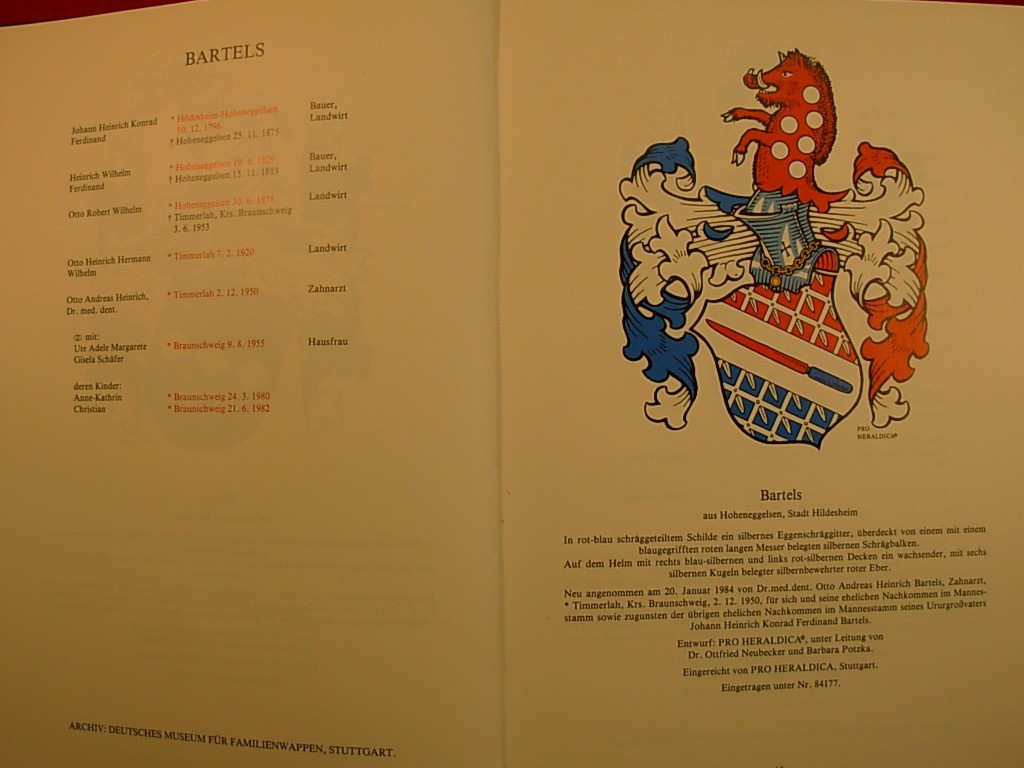 BARTELS
Johann Heinrich Konrad
Ferdinand
* Hildesheim-Hoheneggelsen
10. 12. 1796
† Hoheneggelsen 25. 11. 1875
Bauer,
Landwirt
Heinrich Wilhelm
Ferdinand
* Hoheneggelsen 19. 8. 1829
† Hoheneggelsen 15. 11. 1883
Bauer,
Landwirt
Otto Robert Wilhelm
* Hoheneggelsen 30. 6. 1878
† Timmerlah, Krs. Braunschweig
3. 6. 1953
Landwirt
Otto Heinrich Hermann
Wilhelm
* Timmerlah 7. 2. 1920
Landwirt
Otto Andreas Heinrich,
Dr. med. dent.
* Timmerlah 2. 12. 1950
Zahnarzt
⚭ mit:
Ute Adele Margarete
Gisela Schäfer
* Braunschweig 9. 8. 1955
Hausfrau
deren Kinder:
Anne-Kathrin
* Braunschweig 24. 3. 1980
Christian
* Braunschweig 21. 6. 1982
ARCHIV: DEUTSCHES MUSEUM FÜR FAMILIENWAPPEN, STUTTGART.
PRO
HERALDICA®
Bartels
aus Hoheneggelsen, Stadt Hildesheim
In rot-blau schräggeteiltem Schilde ein silbernes Eggenschräggitter, überdeckt von einem mit einem
blaugegrifften roten langen Messer belegten silbernen Schrägbalken.
Auf dem Helm mit rechts blau-silbernen und links rot-silbernen Decken ein wachsender, mit sechs
silbernen Kugeln belegter silberbewehrter roter Eber.
Neu angenommen am 20. Januar 1984 von Dr.med.dent. Otto Andreas Heinrich Bartels, Zahnarzt,
* Timmerlah, Krs. Braunschweig, 2. 12. 1950, für sich und seine ehelichen Nachkommen im Mannes-
stamm sowie zugunsten der übrigen ehelichen Nachkommen im Mannesstamm seines Ururgroßvaters
Johann Heinrich Konrad Ferdinand Bartels.
Entwurf: PRO HERALDICA®, unter Leitung von
Dr. Ottfried Neubecker und Barbara Potzka.
Eingereicht von PRO HERALDICA, Stuttgart.
Eingetragen unter Nr. 84177.